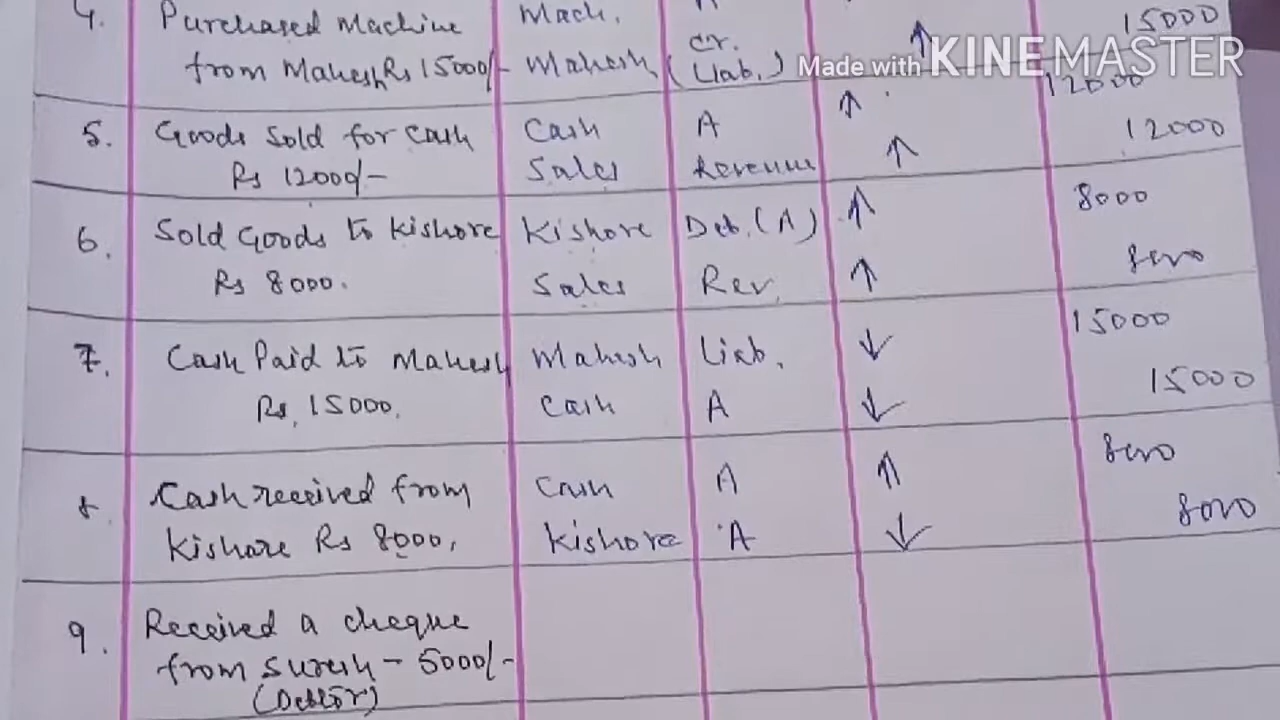 4. Purchased Machine Mach. A
from Mahesh Rs 15000/- Mahesh cr. (Liab.) ↑ 15000
Made with KINEMASTER
5. Goods sold for cash Cash A ↑ 12000
Rs 12000/- Sales Revenue ↑ 12000
6. Sold Goods to Kishore Kishore Deb. (A) ↑ 8000
Rs 8000. Sales Rev. ↑ 8000
7. Cash Paid to Mahesh Mahesh Liab. ↓ 15000
Rs. 15000. Cash A ↓ 15000
8. Cash received from Cash A ↑ 8000
Kishore Rs 8000. Kishore A ↓ 8000
9. Received a cheque
from Suresh - 5000/-
(Debtor)